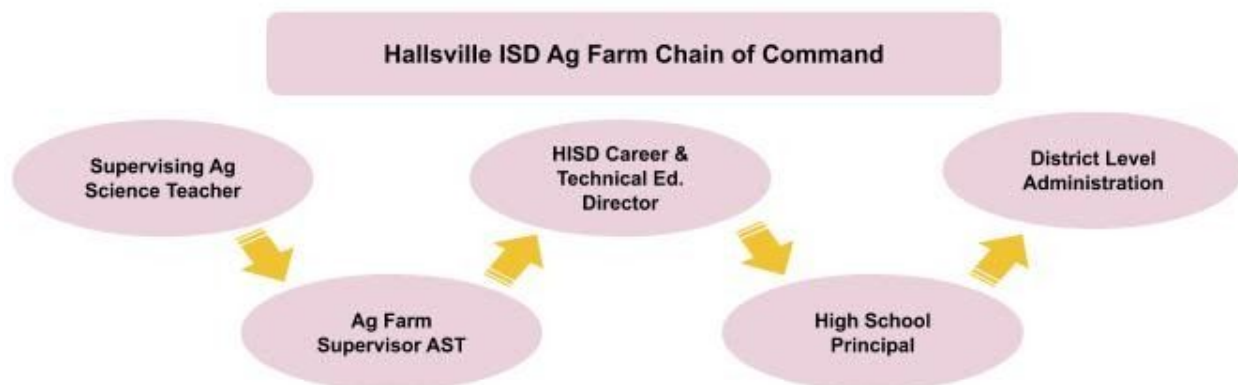 Hallsville ISD Ag Farm Chain of Command
Supervising Ag
Science Teacher
Ag Farm
Supervisor AST
HISD Career &
Technical Ed.
Director
High School
Principal
District Level
Administration